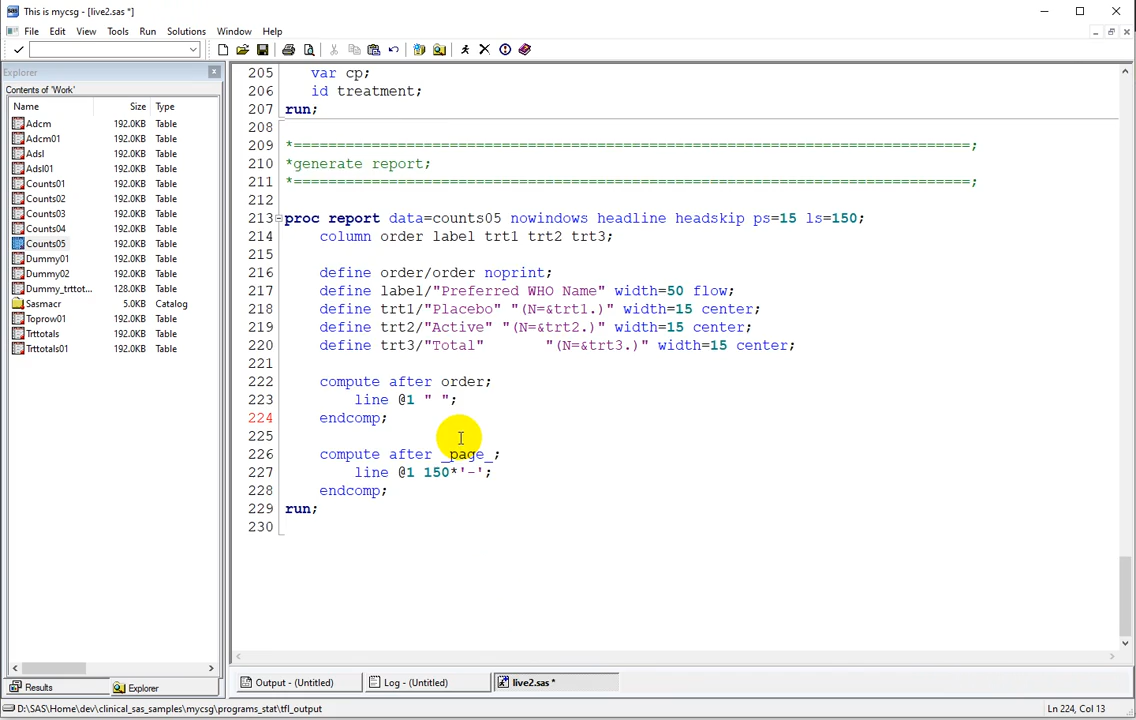 This is mycsg - [live2.sas *]
File Edit View Tools Run Solutions Window Help
Explorer
Contents of 'Work'
Name Size Type
Adcm 192.0KB Table
Adcm01 192.0KB Table
Adsl 192.0KB Table
Adsl01 192.0KB Table
Counts01 192.0KB Table
Counts02 192.0KB Table
Counts03 192.0KB Table
Counts04 192.0KB Table
Counts05 192.0KB Table
Dummy01 192.0KB Table
Dummy02 192.0KB Table
Dummy_trttot... 128.0KB Table
Sasmacr 5.0KB Catalog
Toprow01 192.0KB Table
Trttotals 192.0KB Table
Trttotals01 192.0KB Table
205 var cp;
206 id treatment;
207 run;
208
209 *==============================================================================;
210 *generate report;
211 *==============================================================================;
212
213 proc report data=counts05 nowindows headline headskip ps=15 ls=150;
214 column order label trt1 trt2 trt3;
215
216 define order/order noprint;
217 define label/"Preferred WHO Name" width=50 flow;
218 define trt1/"Placebo" "(N=&trt1.)" width=15 center;
219 define trt2/"Active" "(N=&trt2.)" width=15 center;
220 define trt3/"Total" "(N=&trt3.)" width=15 center;
221
222 compute after order;
223 line @1 " ";
224 endcomp;
225
226 compute after _page_;
227 line @1 150*'-';
228 endcomp;
229 run;
230
Results Explorer
Output - (Untitled) Log - (Untitled) live2.sas *
D:\SAS\Home\dev\clinical_sas_samples\mycsg\programs_stat\tfl_output Ln 224, Col 13